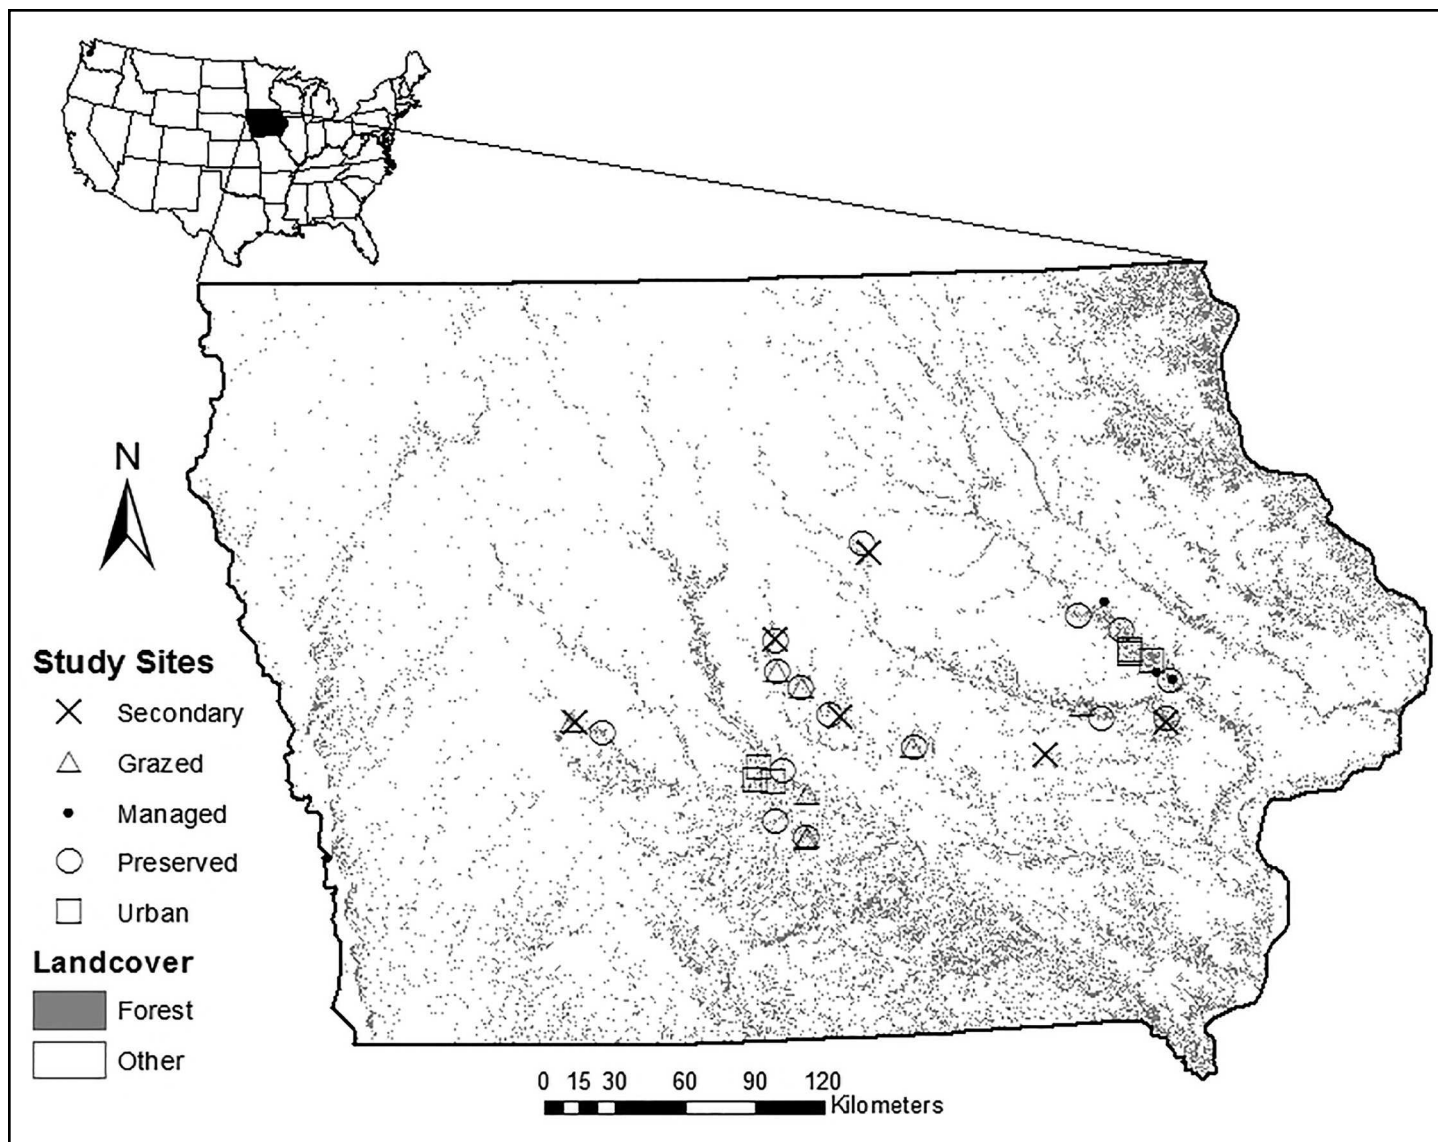 N
Study Sites
Secondary
Grazed
Managed
Preserved
Urban
Landcover
Forest
Other
0 15 30 60 90 120
Kilometers